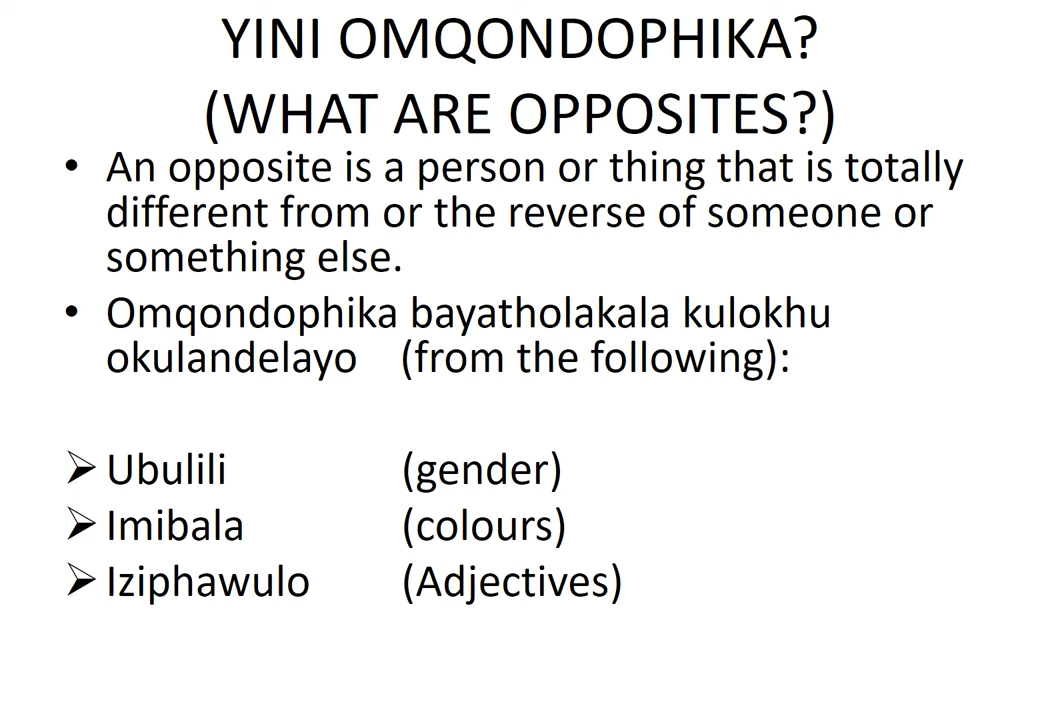 YINI OMQONDOPHIKA?
(WHAT ARE OPPOSITES?)
• An opposite is a person or thing that is totally
different from or the reverse of someone or
something else.
• Omqondophika bayatholakala kulokhu
okulandelayo (from the following):
➢ Ubulili (gender)
➢ Imibala (colours)
➢ Iziphawulo (Adjectives)